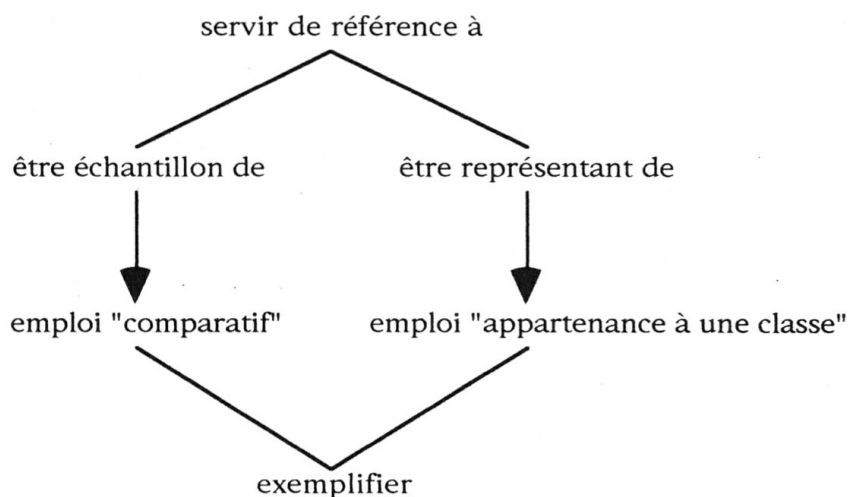 servir de référence à
être échantillon de
être représentant de
emploi "comparatif"
emploi "appartenance à une classe"
exemplifier